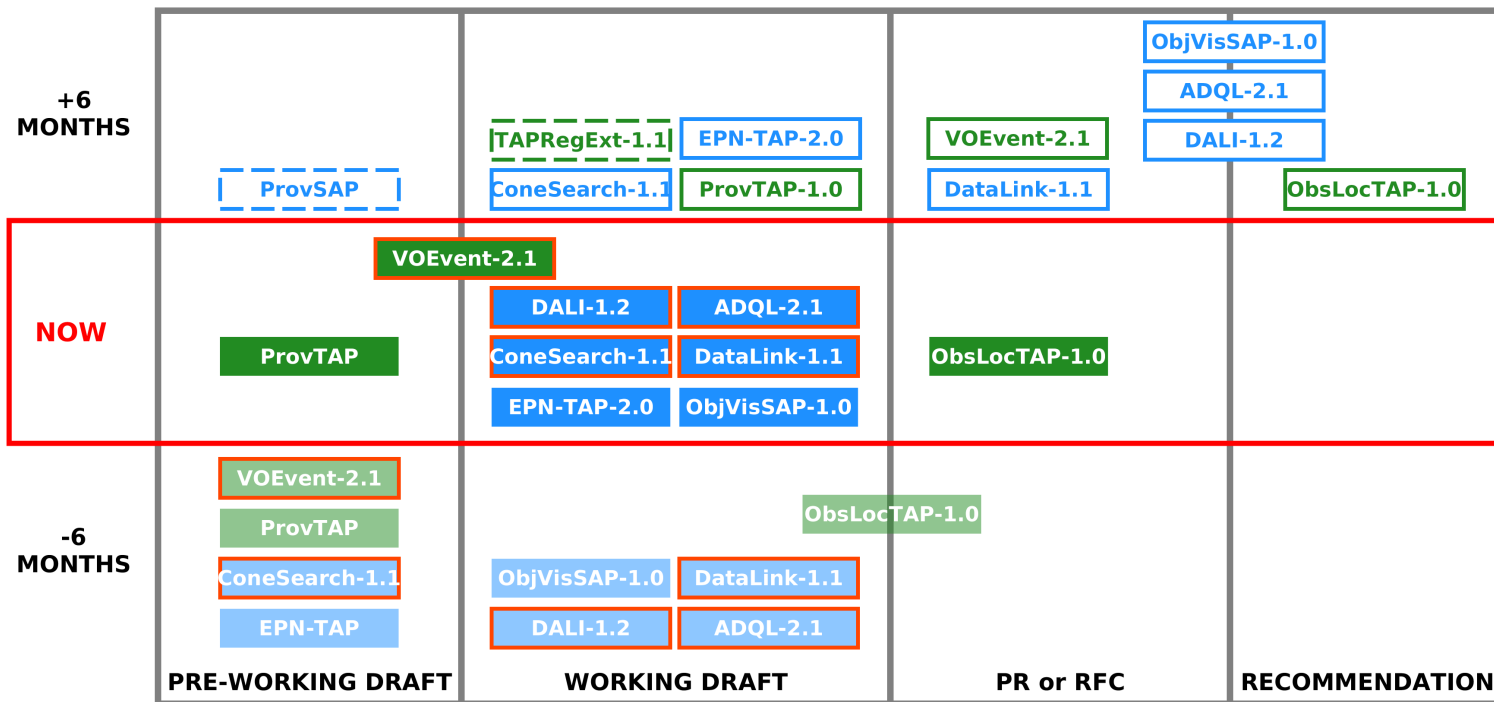 ObjVisSAP-1.0
ADQL-2.1
+6
MONTHS
TAPRegExt-1.1 EPN-TAP-2.0 VOEvent-2.1 DALI-1.2
ProvSAP ConeSearch-1.1 ProvTAP-1.0 DataLink-1.1 ObsLocTAP-1.0
VOEvent-2.1
DALI-1.2 ADQL-2.1
NOW
ProvTAP ConeSearch-1.1 DataLink-1.1 ObsLocTAP-1.0
EPN-TAP-2.0 ObjVisSAP-1.0
VOEvent-2.1
ObsLocTAP-1.0
ProvTAP
-6
MONTHS
ConeSearch-1.1 ObjVisSAP-1.0 DataLink-1.1
EPN-TAP DALI-1.2 ADQL-2.1
PRE-WORKING DRAFT WORKING DRAFT PR or RFC RECOMMENDATION